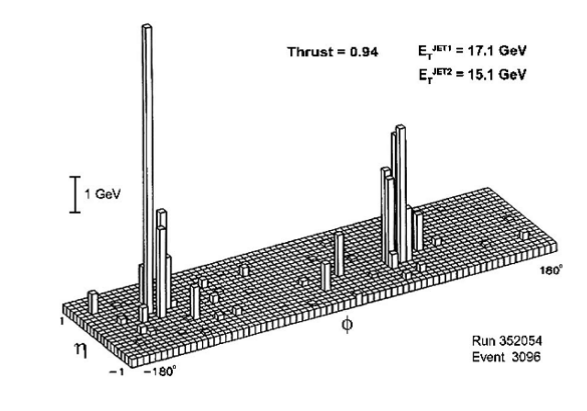 Thrust = 0.94
E_T^JET1 = 17.1 GeV
E_T^JET2 = 15.1 GeV
1 GeV
180°
1
η
ϕ
−1 −180°
Run 352054
Event 3096